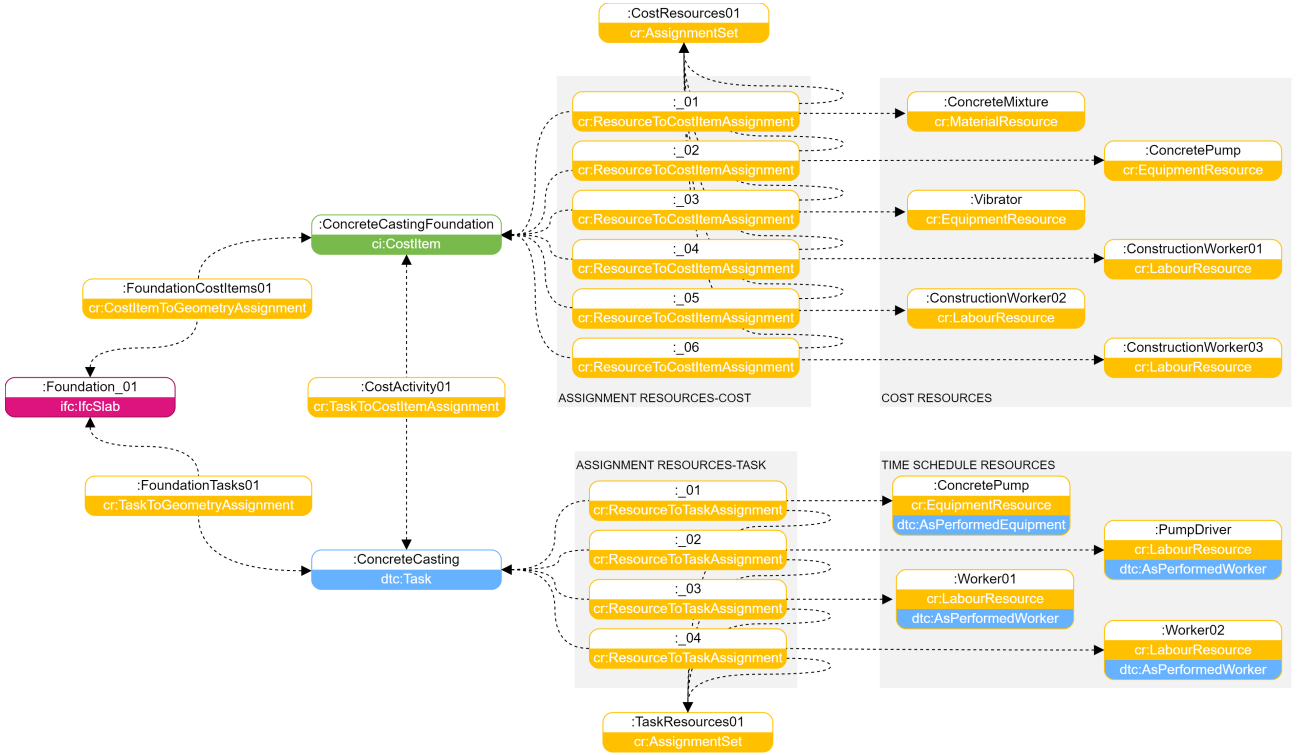 :CostResources01
cr:AssignmentSet
:_01
cr:ResourceToCostItemAssignment
:_02
cr:ResourceToCostItemAssignment
:_03
cr:ResourceToCostItemAssignment
:_04
cr:ResourceToCostItemAssignment
:_05
cr:ResourceToCostItemAssignment
:_06
cr:ResourceToCostItemAssignment
ASSIGNMENT RESOURCES-COST
:ConcreteMixture
cr:MaterialResource
:ConcretePump
cr:EquipmentResource
:Vibrator
cr:EquipmentResource
:ConstructionWorker01
cr:LabourResource
:ConstructionWorker02
cr:LabourResource
:ConstructionWorker03
cr:LabourResource
COST RESOURCES
:ConcreteCastingFoundation
ci:CostItem
:FoundationCostItems01
cr:CostItemToGeometryAssignment
:Foundation_01
ifc:IfcSlab
:CostActivity01
cr:TaskToCostItemAssignment
:FoundationTasks01
cr:TaskToGeometryAssignment
:ConcreteCasting
dtc:Task
ASSIGNMENT RESOURCES-TASK
:_01
cr:ResourceToTaskAssignment
:_02
cr:ResourceToTaskAssignment
:_03
cr:ResourceToTaskAssignment
:_04
cr:ResourceToTaskAssignment
TIME SCHEDULE RESOURCES
:ConcretePump
cr:EquipmentResource
dtc:AsPerformedEquipment
:PumpDriver
cr:LabourResource
dtc:AsPerformedWorker
:Worker01
cr:LabourResource
dtc:AsPerformedWorker
:Worker02
cr:LabourResource
dtc:AsPerformedWorker
:TaskResources01
cr:AssignmentSet